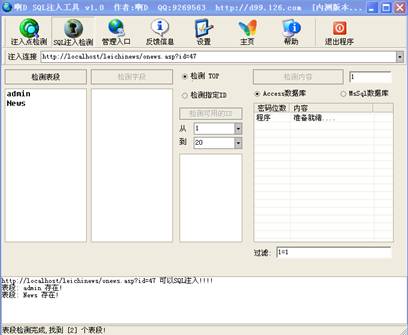 啊D SQL注入工具 v1.0 作者:啊D QQ:9269563 http://d99.126.com [内测版本...
注入点检测 SQL注入检测 管理入口 反馈信息 设置 主页 帮助 退出程序
注入连接 http://localhost/leichinews/onews.asp?id=47
检测表段 检测字段 检测 TOP 检测内容 1
检测指定ID Access数据库 MsSql数据库
admin
News
检测可用的ID
密码位数 内容
程序 准备就绪....
从 1
到 20
过滤: 1=1
http://localhost/leichinews/onews.asp?id=47 可以SQL注入!!!!
表段: admin 存在!
表段: News 存在!
表段检测完成,找到 [2] 个表段!